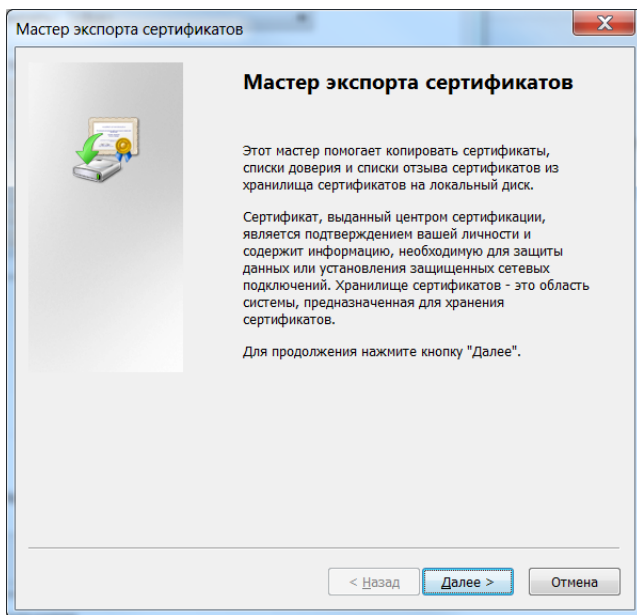 Мастер экспорта сертификатов
Мастер экспорта сертификатов
Этот мастер помогает копировать сертификаты,
списки доверия и списки отзыва сертификатов из
хранилища сертификатов на локальный диск.
Сертификат, выданный центром сертификации,
является подтверждением вашей личности и
содержит информацию, необходимую для защиты
данных или установления защищенных сетевых
подключений. Хранилище сертификатов - это область
системы, предназначенная для хранения
сертификатов.
Для продолжения нажмите кнопку "Далее".
< Назад Далее > Отмена